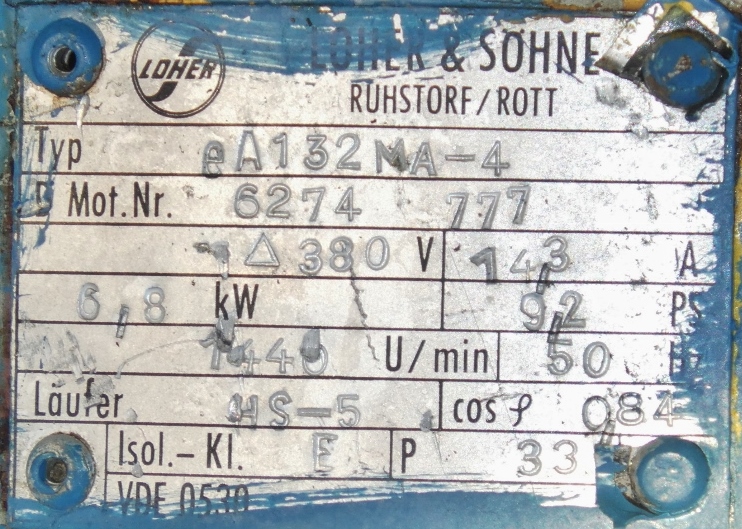 LOHER
LOHER & SÖHNE
RUHSTORF/ROTT
Typ eA132MA-4
D Mot.Nr. 6274 777
△ 380 V 14,3 A
6,8 kW 9,2 PS
1440 U/min 50 Hz
Läufer HS-5 cos φ 0,84
Isol.-Kl. E P 33
VDE 0530